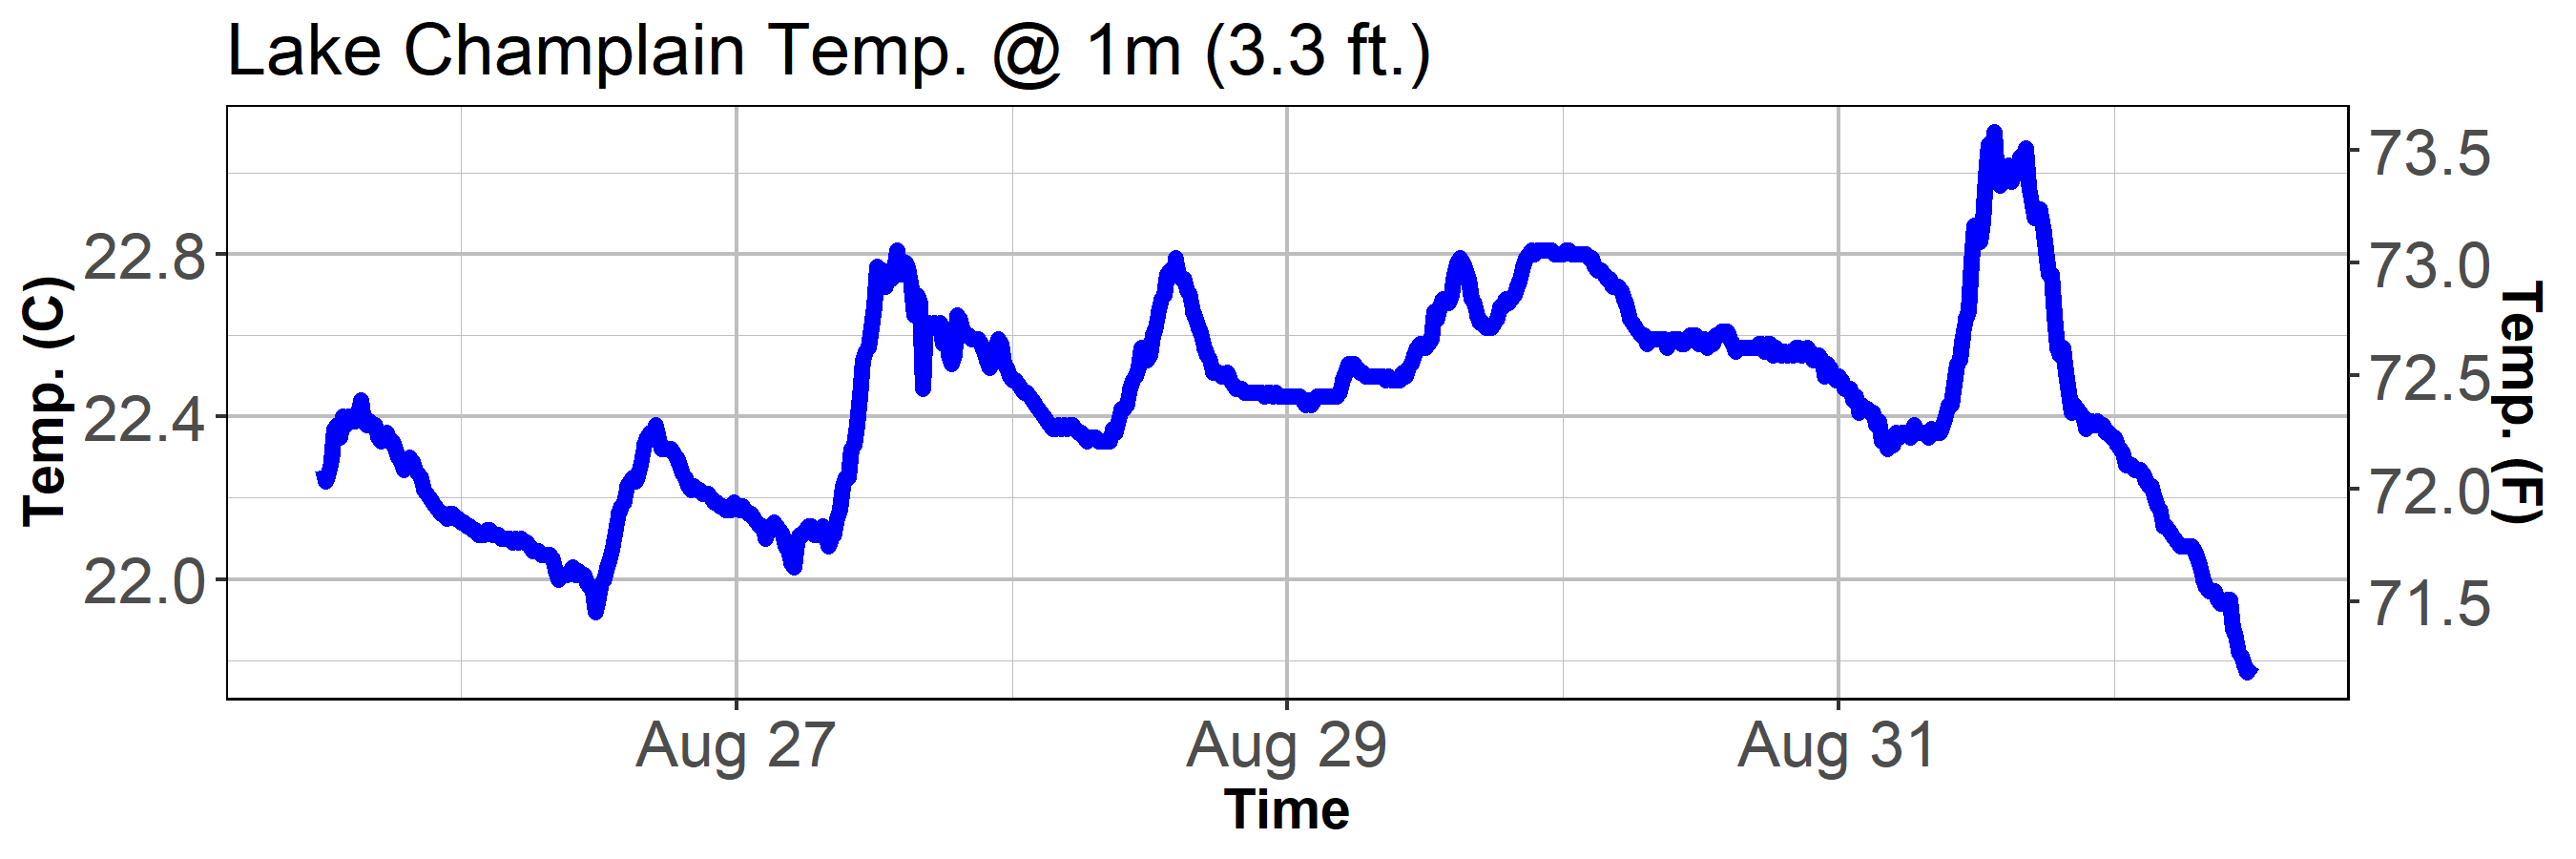 Lake Champlain Temp. @ 1m (3.3 ft.)
Temp. (C)
22.8
22.4
22.0
73.5
73.0
72.5
72.0
71.5
Temp. (F)
Aug 27
Aug 29
Aug 31
Time